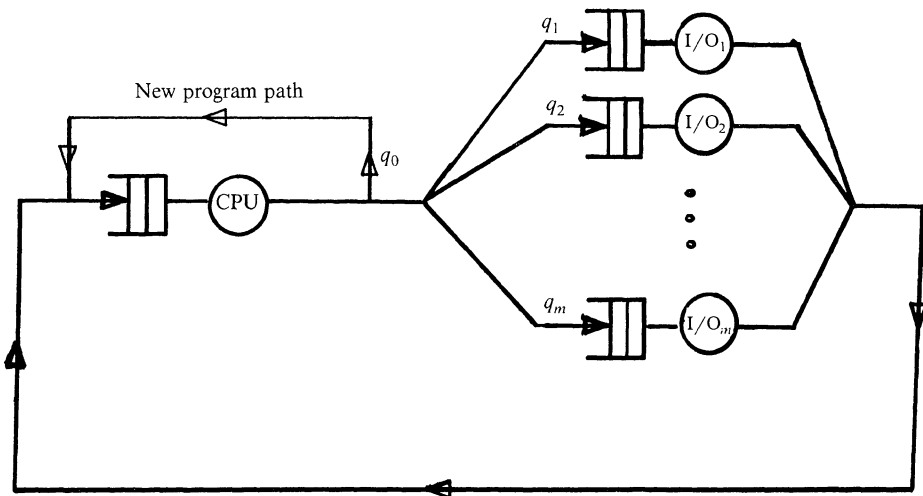 q₁
I/O₁
New program path
q₂
I/O₂
q₀
CPU
qₘ
I/Oₘ